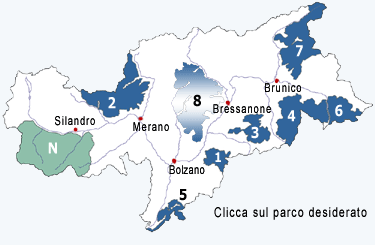 7
Brunico
2
8
Silandro
Bressanone
4
6
Merano
3
N
1
Bolzano
5
Clicca sul parco desiderato